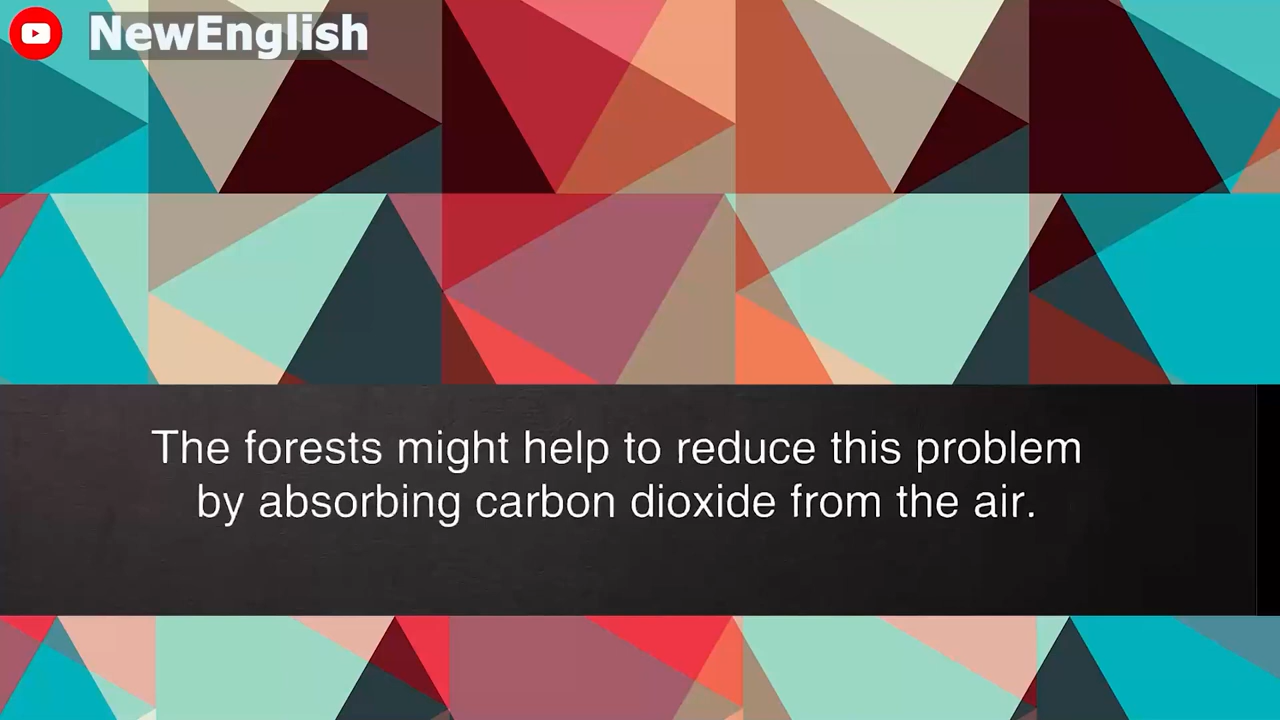 NewEnglish
The forests might help to reduce this problem
by absorbing carbon dioxide from the air.